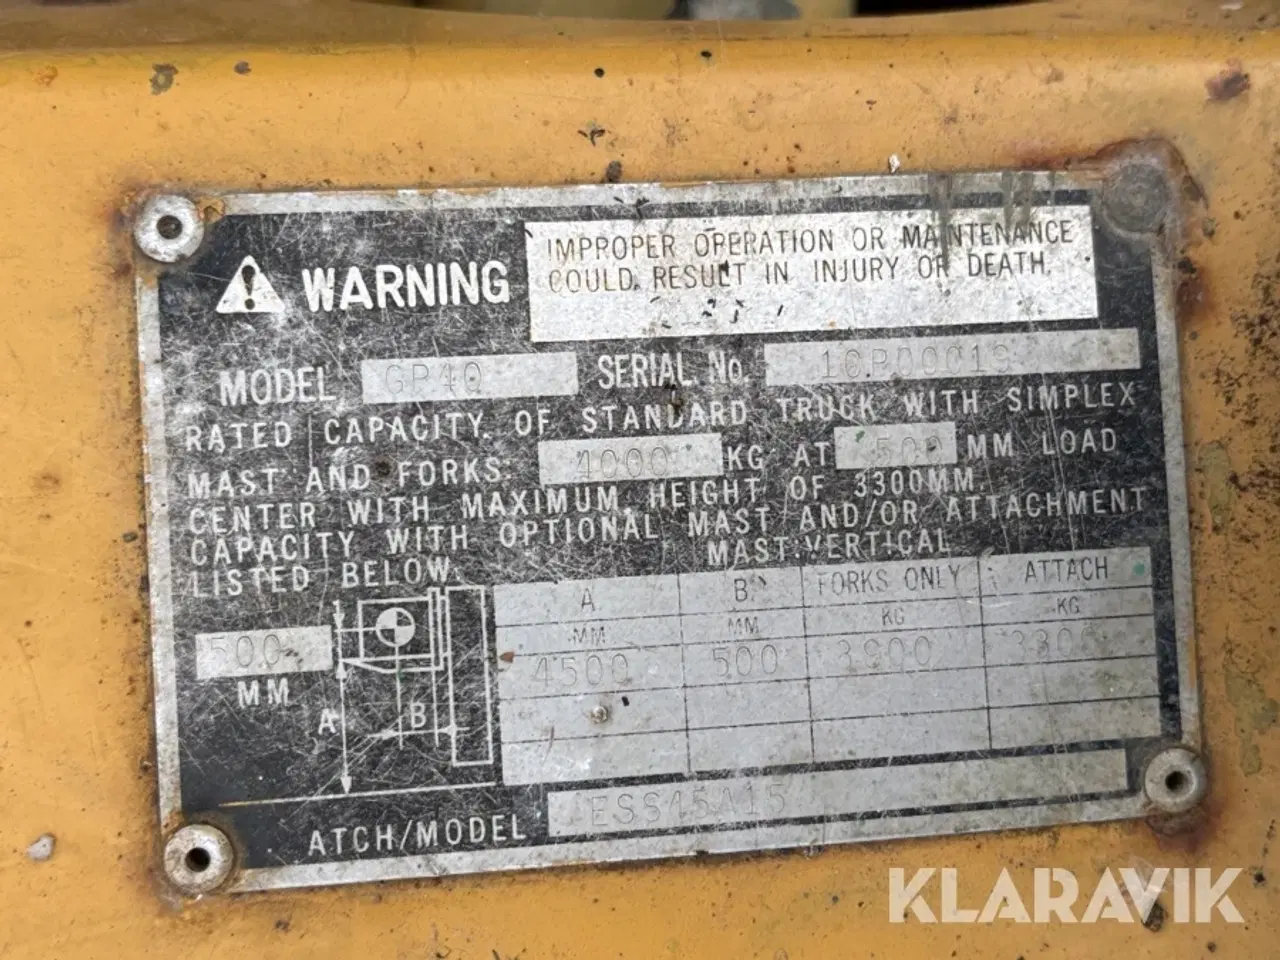 WARNING
IMPROPER OPERATION OR MAINTENANCE
COULD RESULT IN INJURY OR DEATH.
MODEL GP40 SERIAL No.
RATED CAPACITY OF STANDARD TRUCK WITH SIMPLEX
MAST AND FORKS: 4000 KG AT 500 MM LOAD
CENTER WITH MAXIMUM HEIGHT OF 3300MM.
CAPACITY WITH OPTIONAL MAST AND/OR ATTACHMENT
LISTED BELOW. MAST:VERTICAL
A B FORKS ONLY ATTACH
MM MM KG KG
4500 500 3900
500
MM
A
B
ATCH/MODEL
KLARAVIK